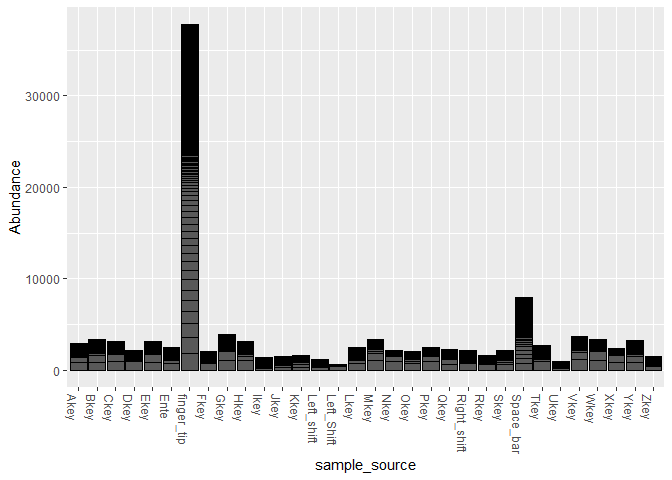 Abundance
30000
20000
10000
0
Akey
Bkey
Ckey
Dkey
Ekey
Ente
finger_tip
Fkey
Gkey
Hkey
Ikey
Jkey
Kkey
Left_shift
Left_Shift
Lkey
Mkey
Nkey
Okey
Pkey
Qkey
Right_shift
Rkey
Skey
Space_bar
Tkey
Ukey
Vkey
Wkey
Xkey
Ykey
Zkey
sample_source